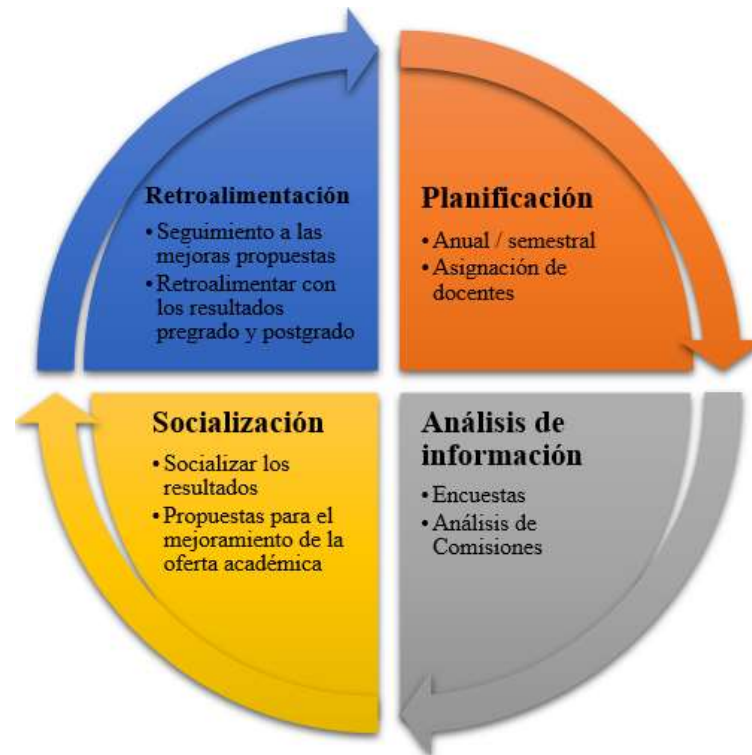 Retroalimentación
• Seguimiento a las
mejoras propuestas
• Retroalimentar con
los resultados
pregrado y postgrado
Planificación
• Anual / semestral
• Asignación de
docentes
Socialización
• Socializar los
resultados
• Propuestas para el
mejoramiento de la
oferta académica
Análisis de
información
• Encuestas
• Análisis de
Comisiones